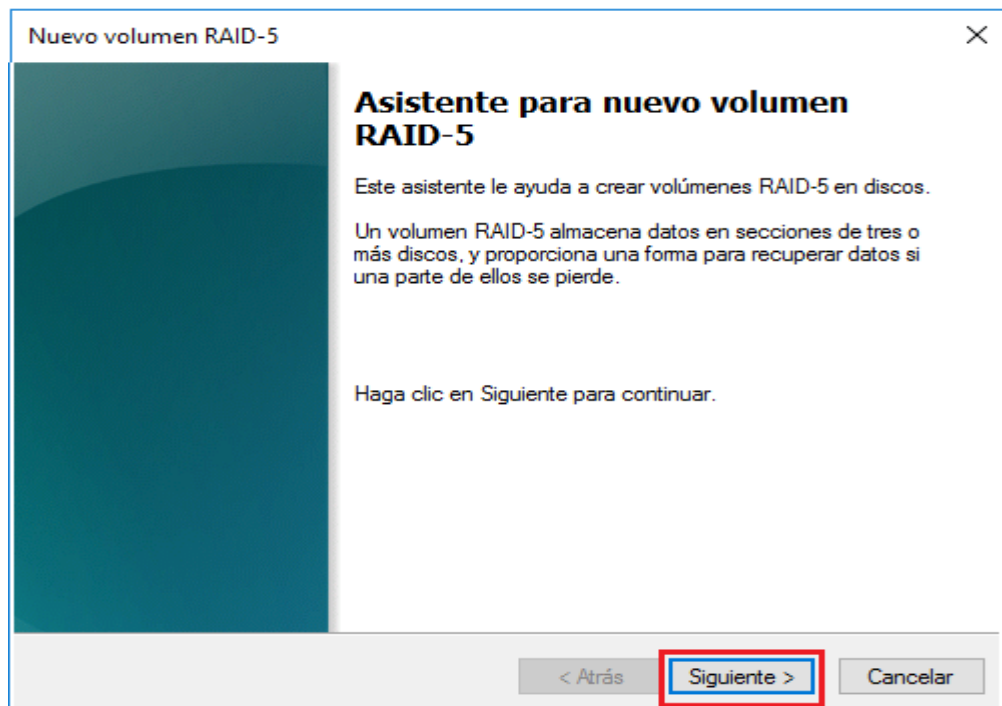 Nuevo volumen RAID-5
Asistente para nuevo volumen
RAID-5
Este asistente le ayuda a crear volúmenes RAID-5 en discos.
Un volumen RAID-5 almacena datos en secciones de tres o
más discos, y proporciona una forma para recuperar datos si
una parte de ellos se pierde.
Haga clic en Siguiente para continuar.
< Atrás
Siguiente >
Cancelar